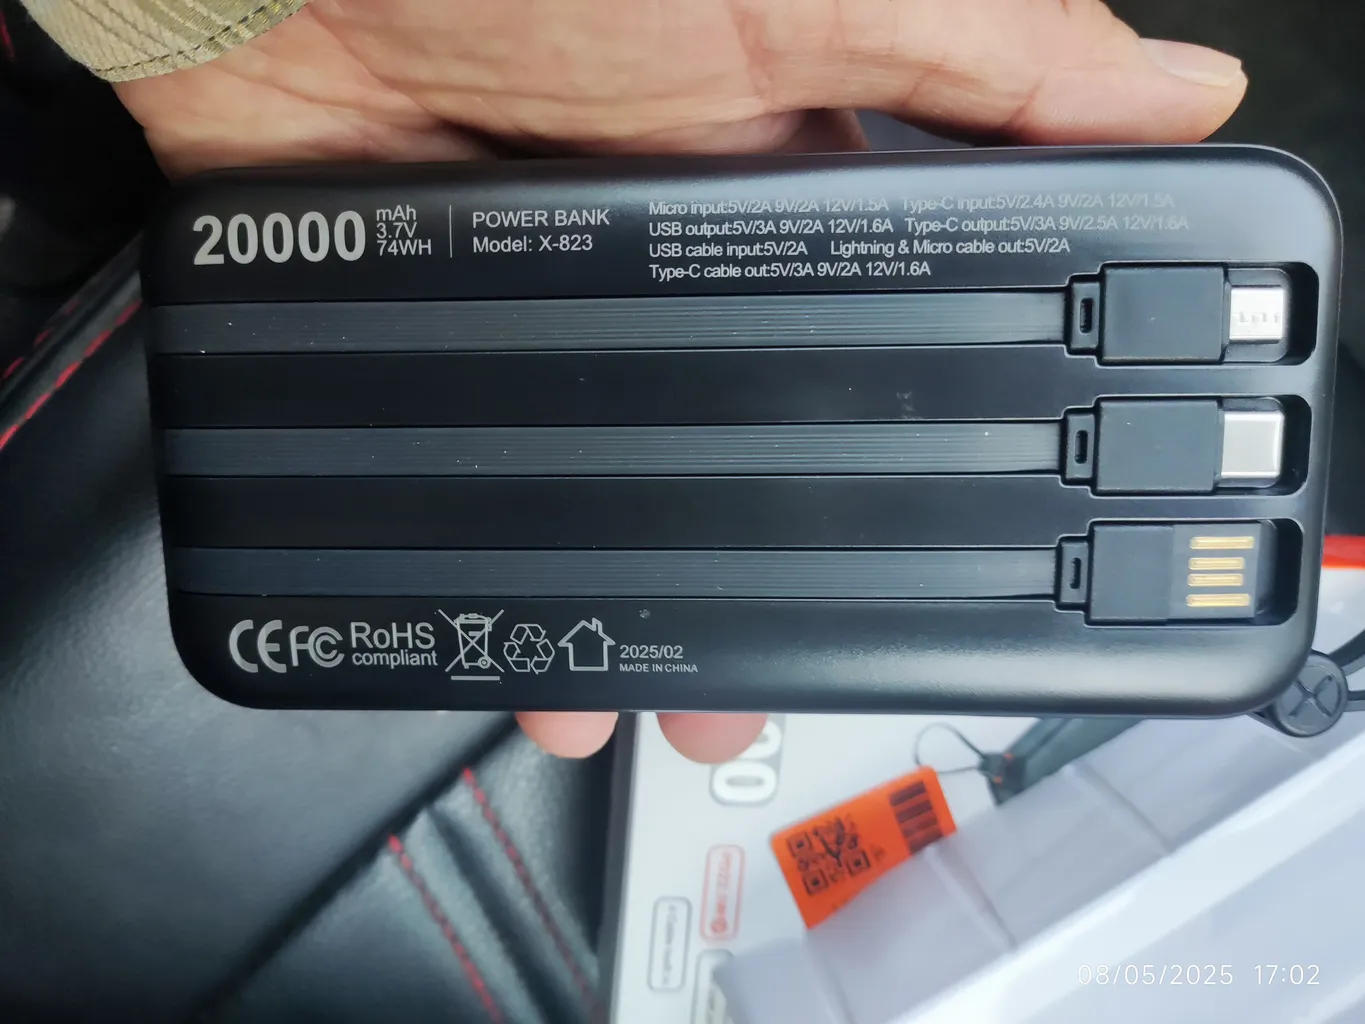 20000 mAh
3.7V
74WH
POWER BANK
Model: X-823
Micro input:5V/2A 9V/2A 12V/1.5A Type-C input:5V/2.4A 9V/2A 12V/1.5A
USB output:5V/3A 9V/2A 12V/1.6A Type-C output:5V/3A 9V/2.5A 12V/1.6A
USB cable input:5V/2A Lightning & Micro cable out:5V/2A
Type-C cable out:5V/3A 9V/2A 12V/1.6A
CE FC RoHS
compliant
2025/02
MADE IN CHINA
00
08/05/2025 17:02